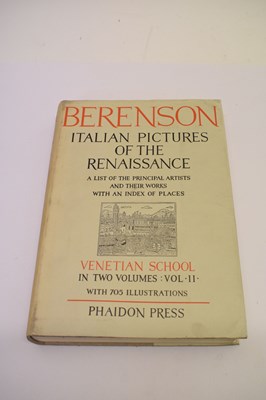 BERENSON
ITALIAN PICTURES
OF THE
RENAISSANCE
A LIST OF THE PRINCIPAL ARTISTS
AND THEIR WORKS
WITH AN INDEX OF PLACES
VENETIAN SCHOOL
IN TWO VOLUMES : VOL · II ·
WITH 705 ILLUSTRATIONS
PHAIDON PRESS